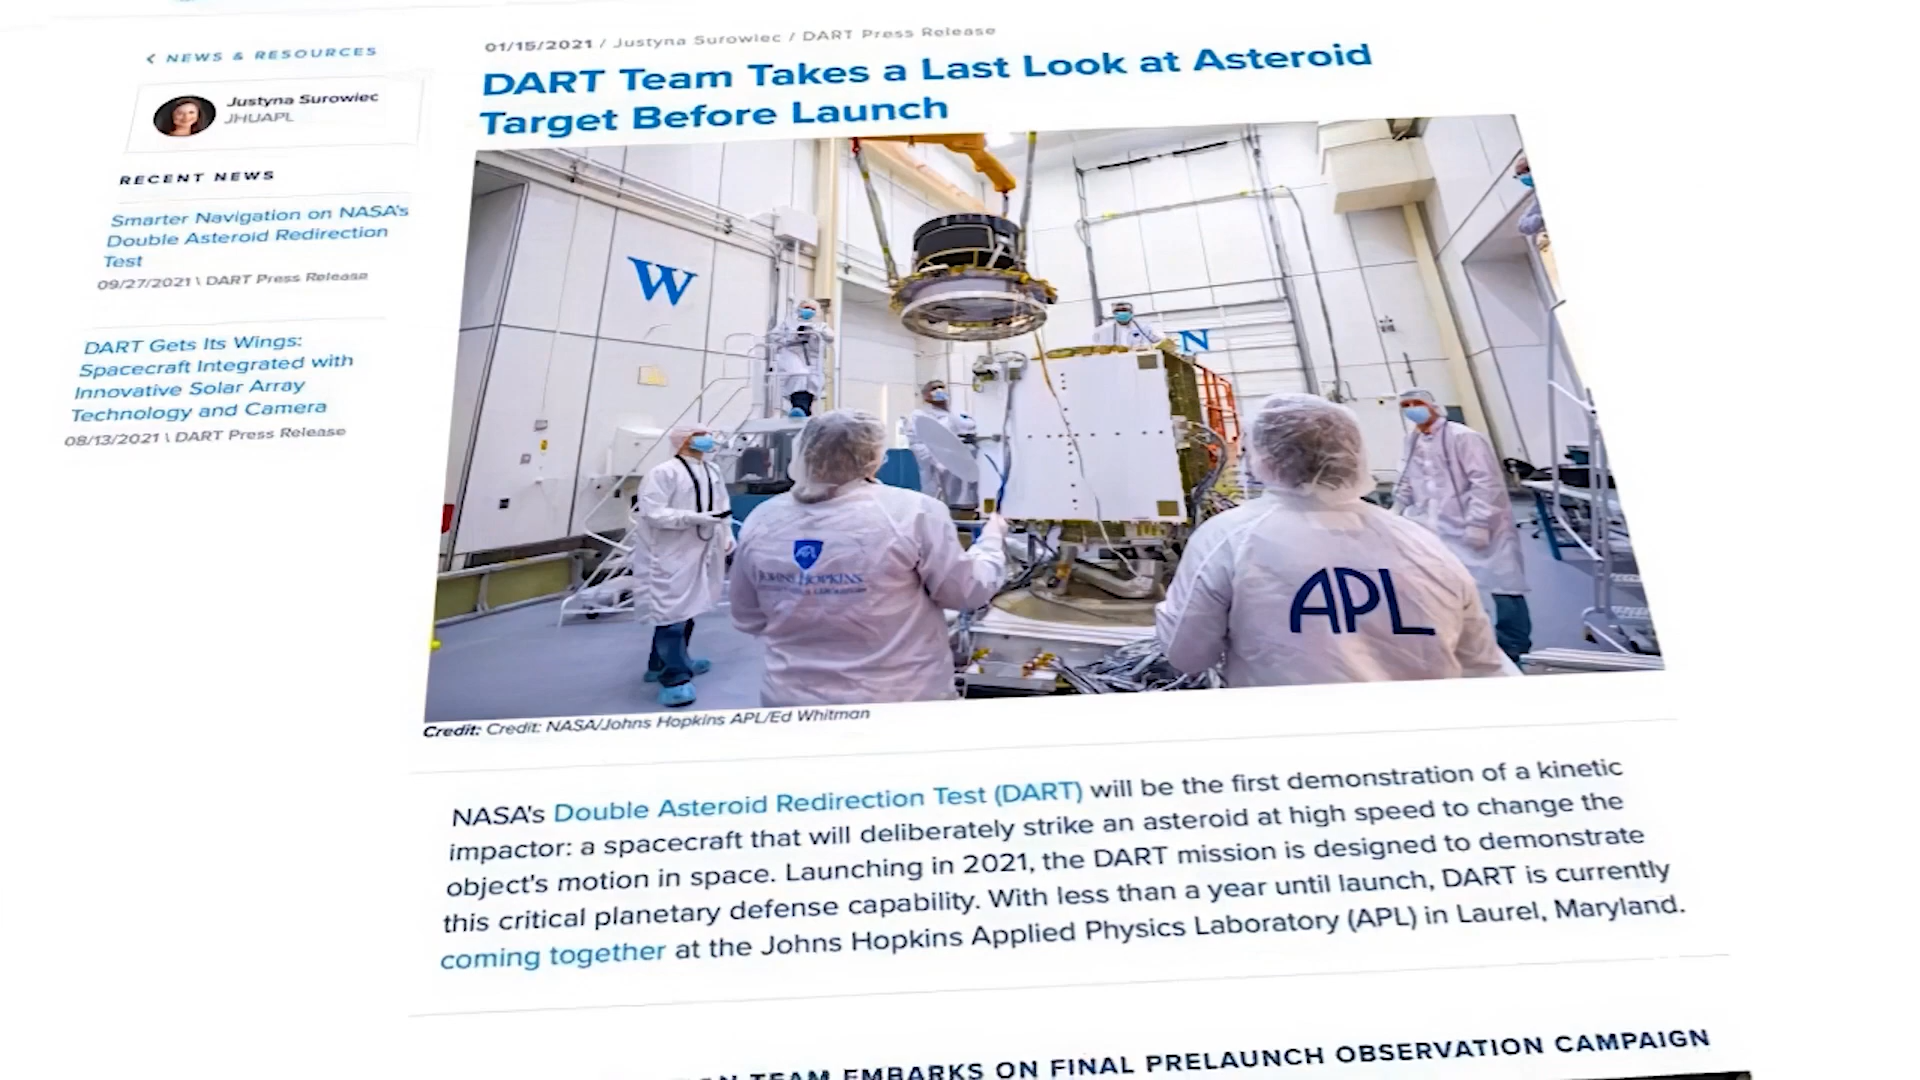 < NEWS & RESOURCES
Justyna Surowiec
JHUAPL
RECENT NEWS
Smarter Navigation on NASA's
Double Asteroid Redirection
Test
09/27/2021 \ DART Press Release
DART Gets Its Wings:
Spacecraft Integrated with
Innovative Solar Array
Technology and Camera
08/13/2021 \ DART Press Release
01/15/2021 / Justyna Surowiec / DART Press Release
DART Team Takes a Last Look at Asteroid
Target Before Launch
W
N
APL
JOHNS HOPKINS
APL
Credit: Credit: NASA/Johns Hopkins APL/Ed Whitman
NASA's Double Asteroid Redirection Test (DART) will be the first demonstration of a kinetic
impactor: a spacecraft that will deliberately strike an asteroid at high speed to change the
object's motion in space. Launching in 2021, the DART mission is designed to demonstrate
this critical planetary defense capability. With less than a year until launch, DART is currently
coming together at the Johns Hopkins Applied Physics Laboratory (APL) in Laurel, Maryland.
TEAM EMBARKS ON FINAL PRELAUNCH OBSERVATION CAMPAIGN